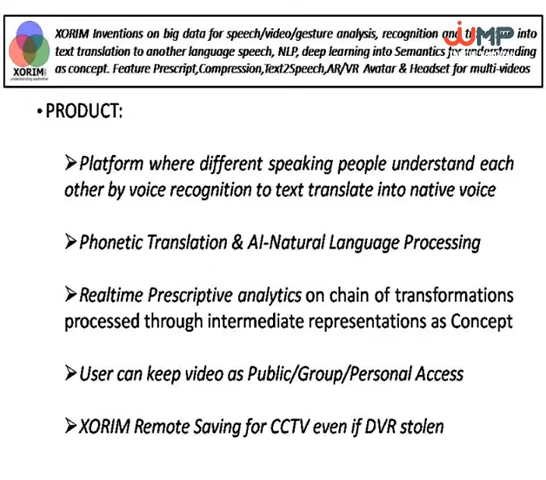 XORIM Inventions on big data for speech/video/gesture analysis, recognition and into
text translation to another language speech, NLP, deep learning into Semantics for understanding
as concept. Feature Prescript,Compression,Text2Speech,AR/VR Avatar & Headset for multi-videos
JUMP
XORIM
• PRODUCT:
➢Platform where different speaking people understand each
other by voice recognition to text translate into native voice
➢Phonetic Translation & AI-Natural Language Processing
➢Realtime Prescriptive analytics on chain of transformations
processed through intermediate representations as Concept
➢User can keep video as Public/Group/Personal Access
➢XORIM Remote Saving for CCTV even if DVR stolen